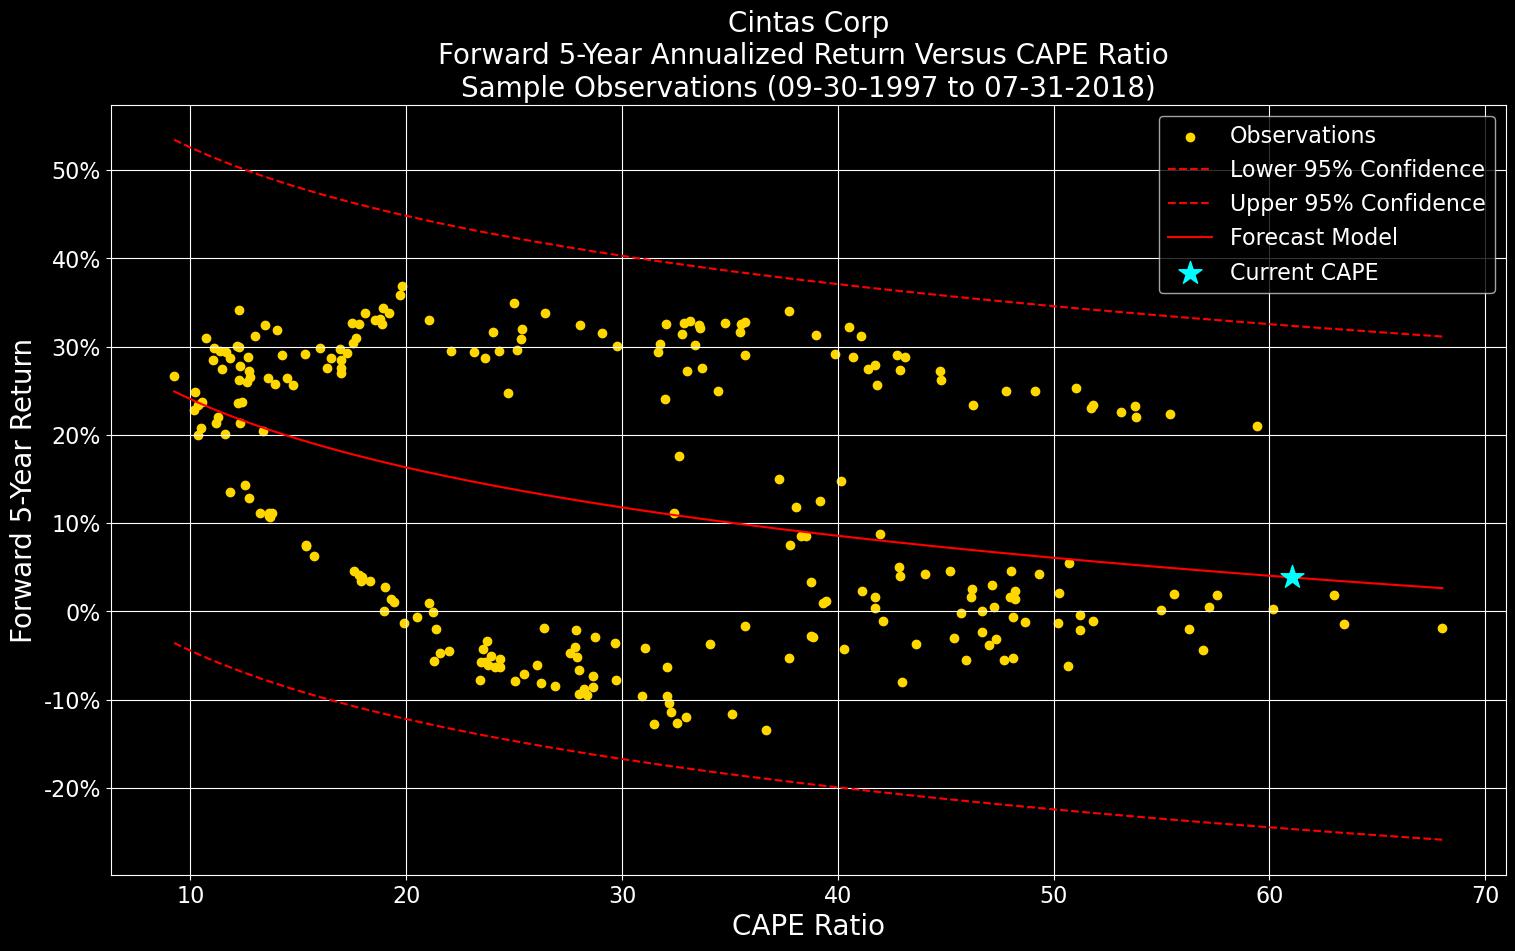 Cintas Corp
Forward 5-Year Annualized Return Versus CAPE Ratio
Sample Observations (09-30-1997 to 07-31-2018)
Observations
Lower 95% Confidence
Upper 95% Confidence
Forecast Model
Current CAPE
Forward 5-Year Return
50%
40%
30%
20%
10%
0%
-10%
-20%
10 20 30 40 50 60 70
CAPE Ratio